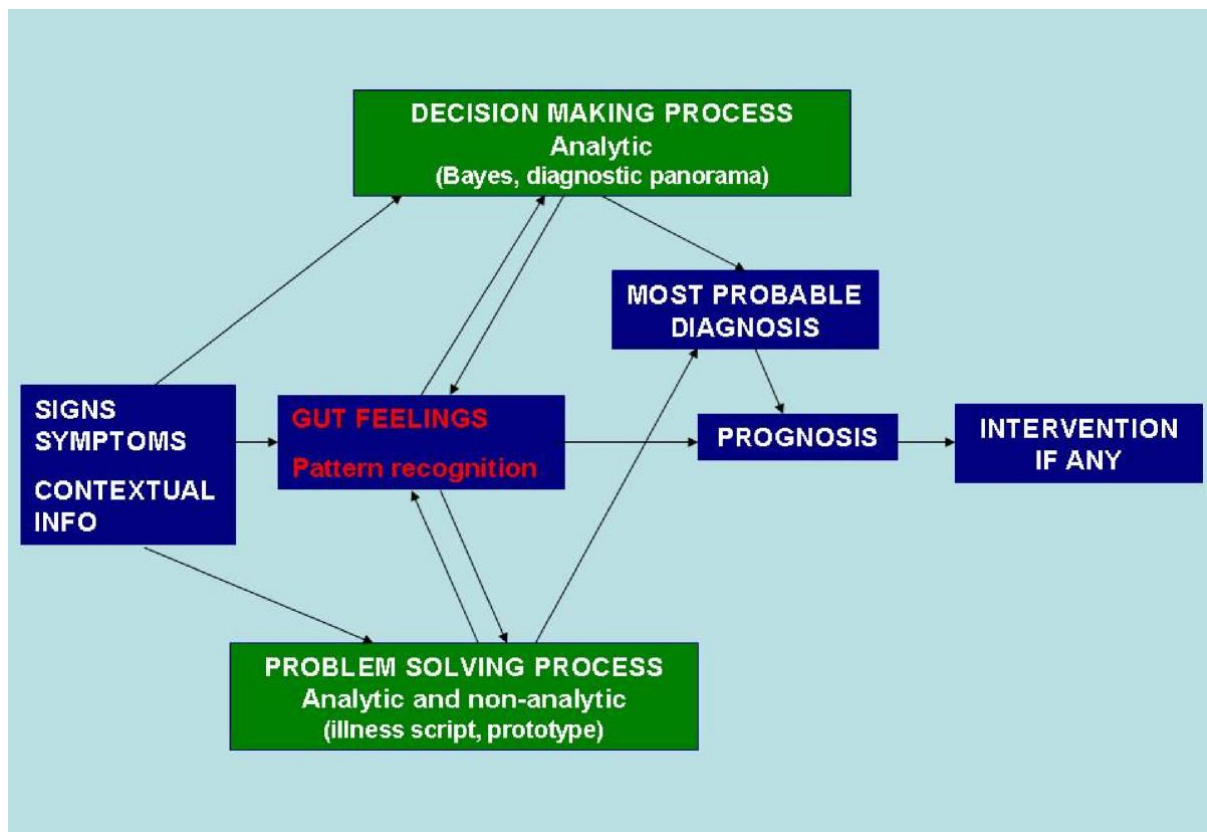 DECISION MAKING PROCESS
Analytic
(Bayes, diagnostic panorama)
MOST PROBABLE
DIAGNOSIS
SIGNS
SYMPTOMS
CONTEXTUAL
INFO
GUT FEELINGS
Pattern recognition
PROGNOSIS
INTERVENTION
IF ANY
PROBLEM SOLVING PROCESS
Analytic and non-analytic
(illness script, prototype)